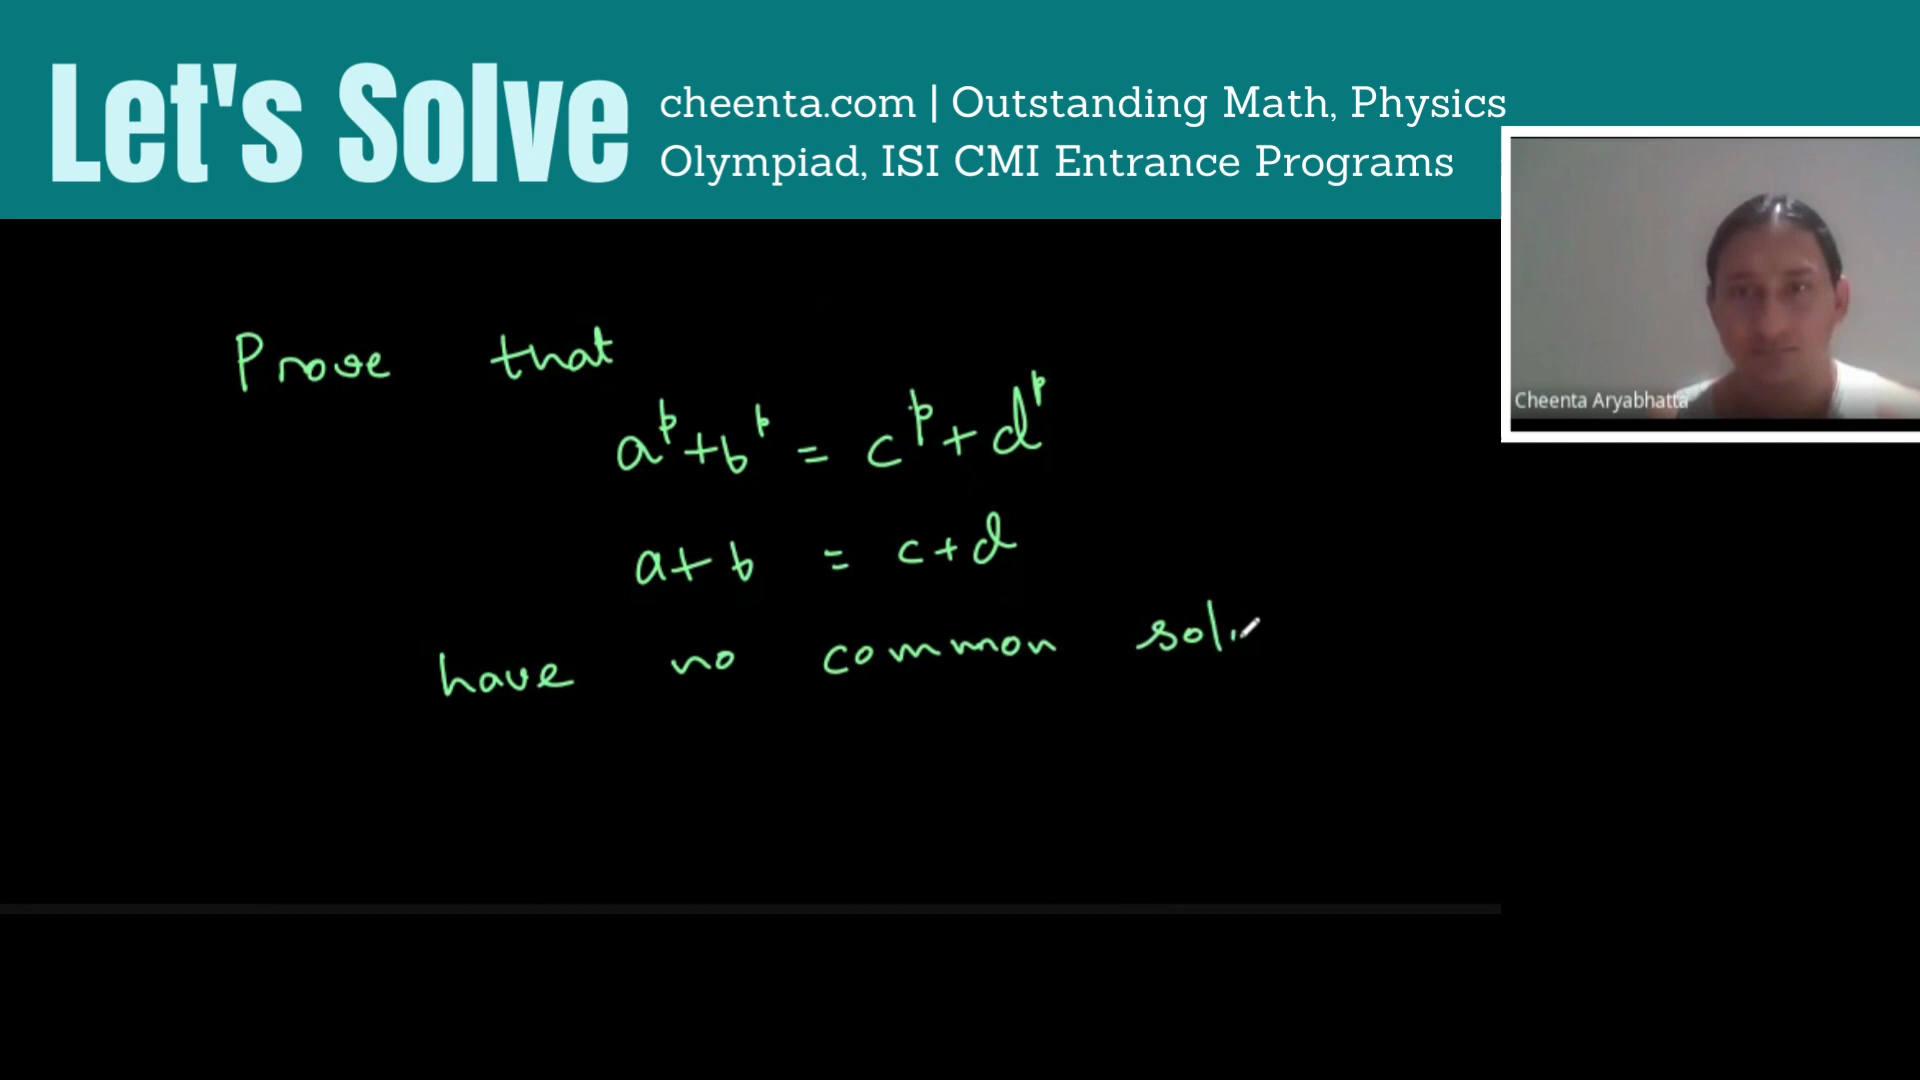 Let's Solve
cheenta.com | Outstanding Math, Physics
Olympiad, ISI CMI Entrance Programs
Cheenta Aryabhatta
Prove that
a^p + b^p = c^p + d^p
a + b = c + d
have no common sol